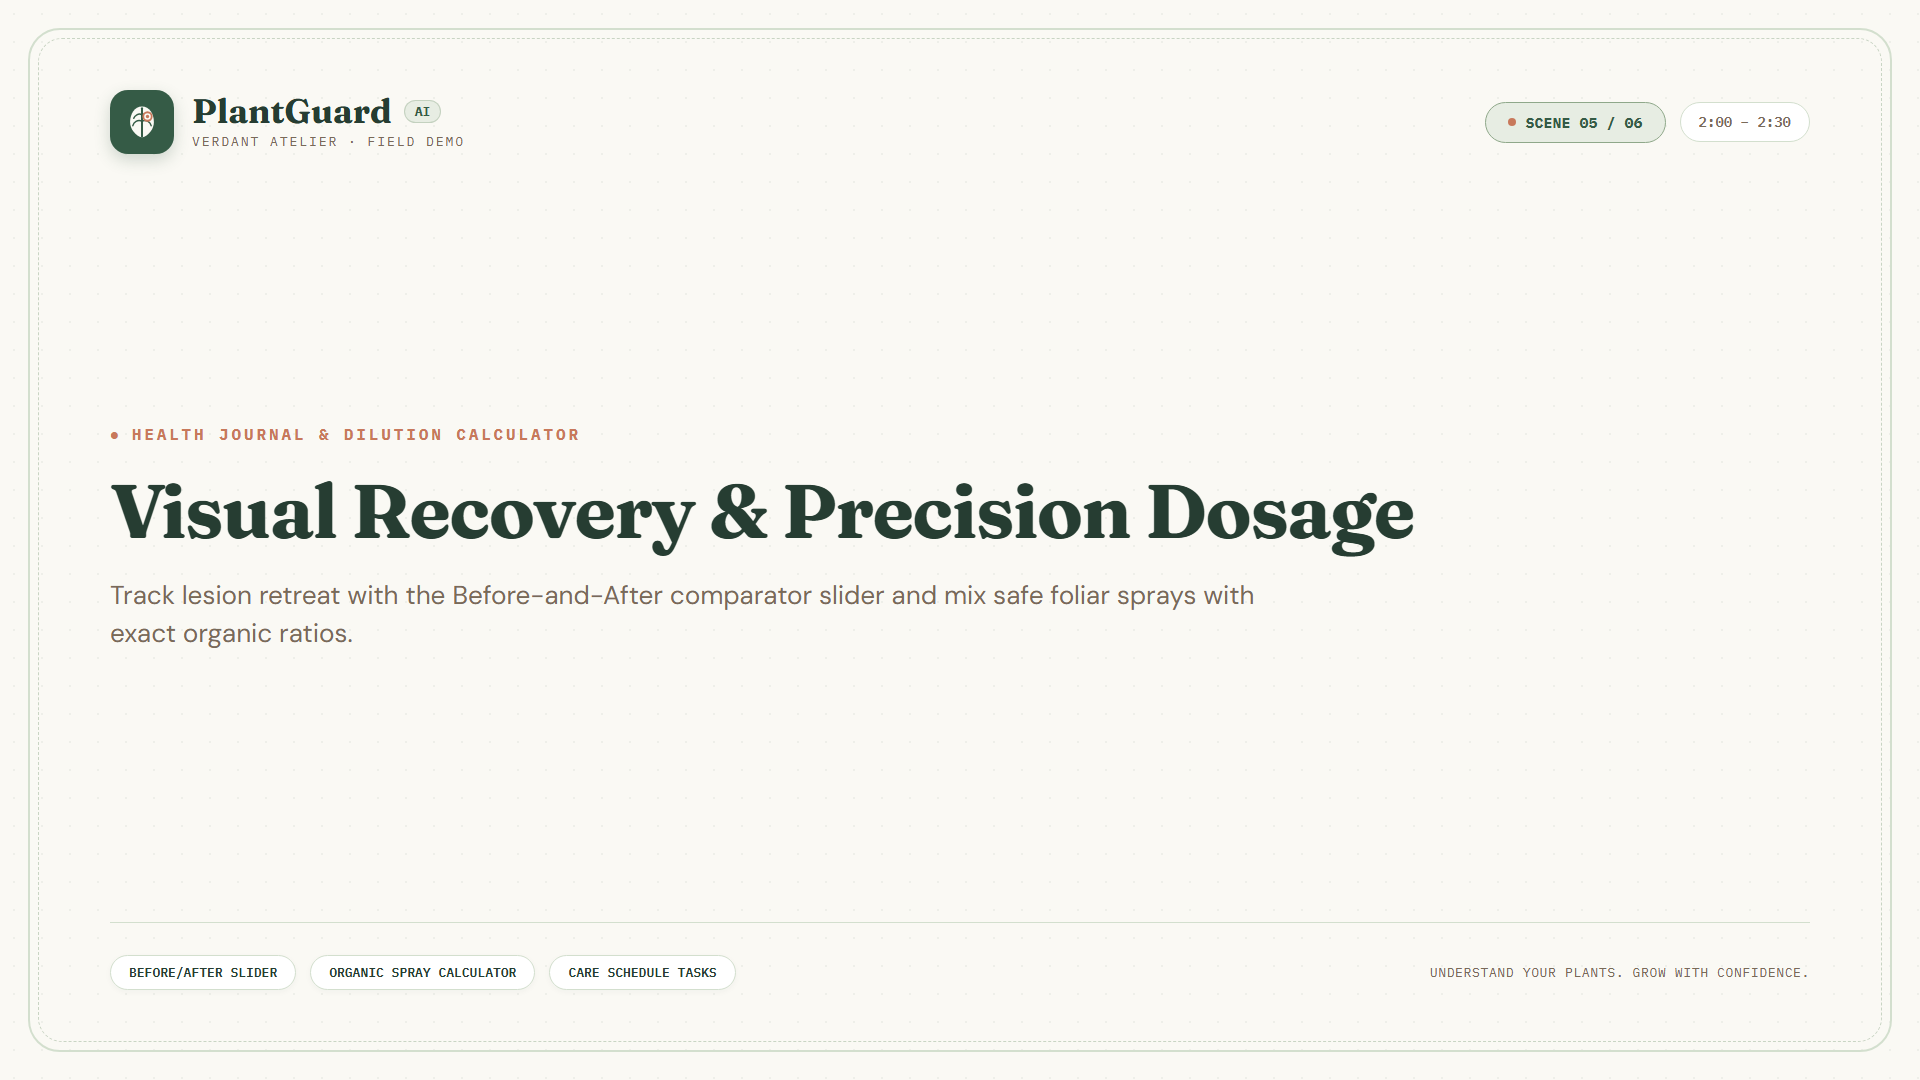 PlantGuard AI
VERDANT ATELIER · FIELD DEMO
SCENE 05 / 06
2:00 – 2:30
HEALTH JOURNAL & DILUTION CALCULATOR
Visual Recovery & Precision Dosage
Track lesion retreat with the Before-and-After comparator slider and mix safe foliar sprays with
exact organic ratios.
BEFORE/AFTER SLIDER
ORGANIC SPRAY CALCULATOR
CARE SCHEDULE TASKS
UNDERSTAND YOUR PLANTS. GROW WITH CONFIDENCE.